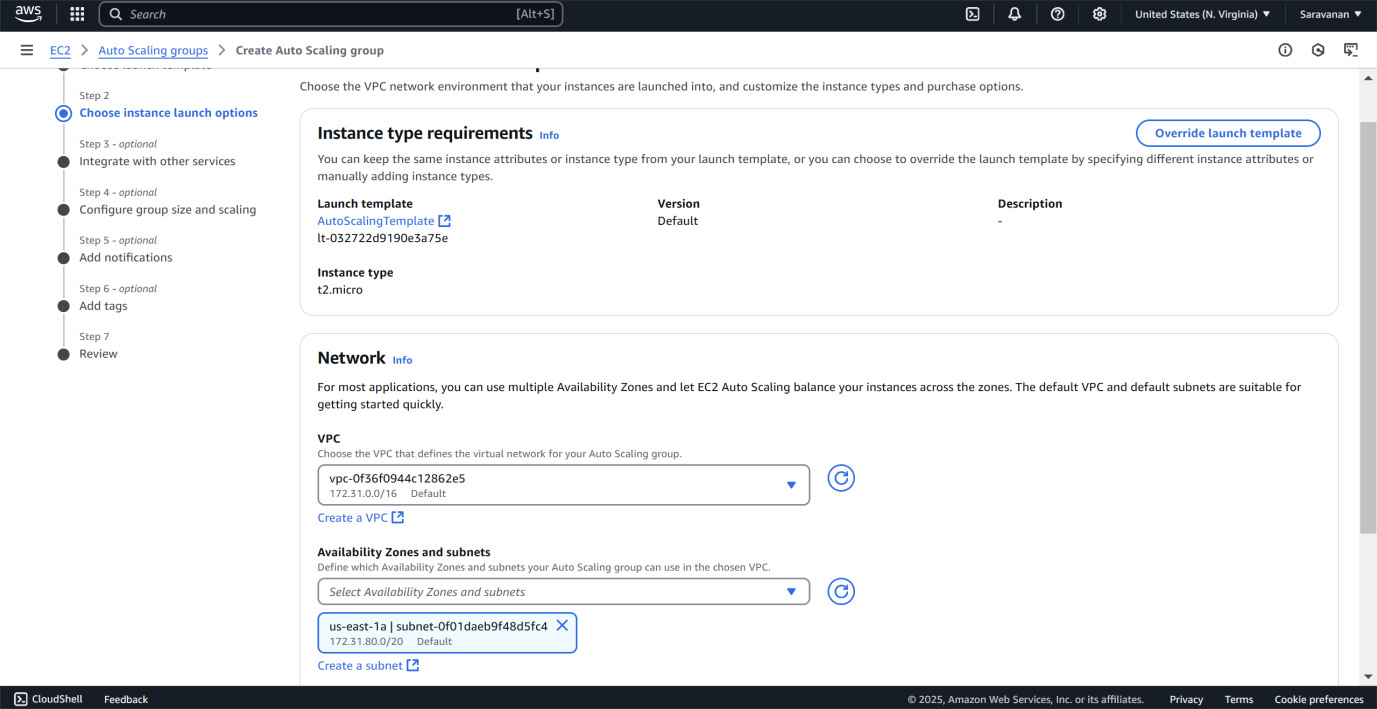 aws
Search [Alt+S]
United States (N. Virginia)
Saravanan
EC2 > Auto Scaling groups > Create Auto Scaling group
Choose launch template
Step 2
Choose instance launch options
Step 3 - optional
Integrate with other services
Step 4 - optional
Configure group size and scaling
Step 5 - optional
Add notifications
Step 6 - optional
Add tags
Step 7
Review
Choose the VPC network environment that your instances are launched into, and customize the instance types and purchase options.
Instance type requirements Info
Override launch template
You can keep the same instance attributes or instance type from your launch template, or you can choose to override the launch template by specifying different instance attributes or
manually adding instance types.
Launch template
AutoScalingTemplate
lt-032722d9190e3a75e
Version
Default
Description
-
Instance type
t2.micro
Network Info
For most applications, you can use multiple Availability Zones and let EC2 Auto Scaling balance your instances across the zones. The default VPC and default subnets are suitable for
getting started quickly.
VPC
Choose the VPC that defines the virtual network for your Auto Scaling group.
vpc-0f36f0944c12862e5
172.31.0.0/16 Default
Create a VPC
Availability Zones and subnets
Define which Availability Zones and subnets your Auto Scaling group can use in the chosen VPC.
Select Availability Zones and subnets
us-east-1a | subnet-0f01daeb9f48d5fc4
172.31.80.0/20 Default
Create a subnet
CloudShell Feedback
© 2025, Amazon Web Services, Inc. or its affiliates. Privacy Terms Cookie preferences